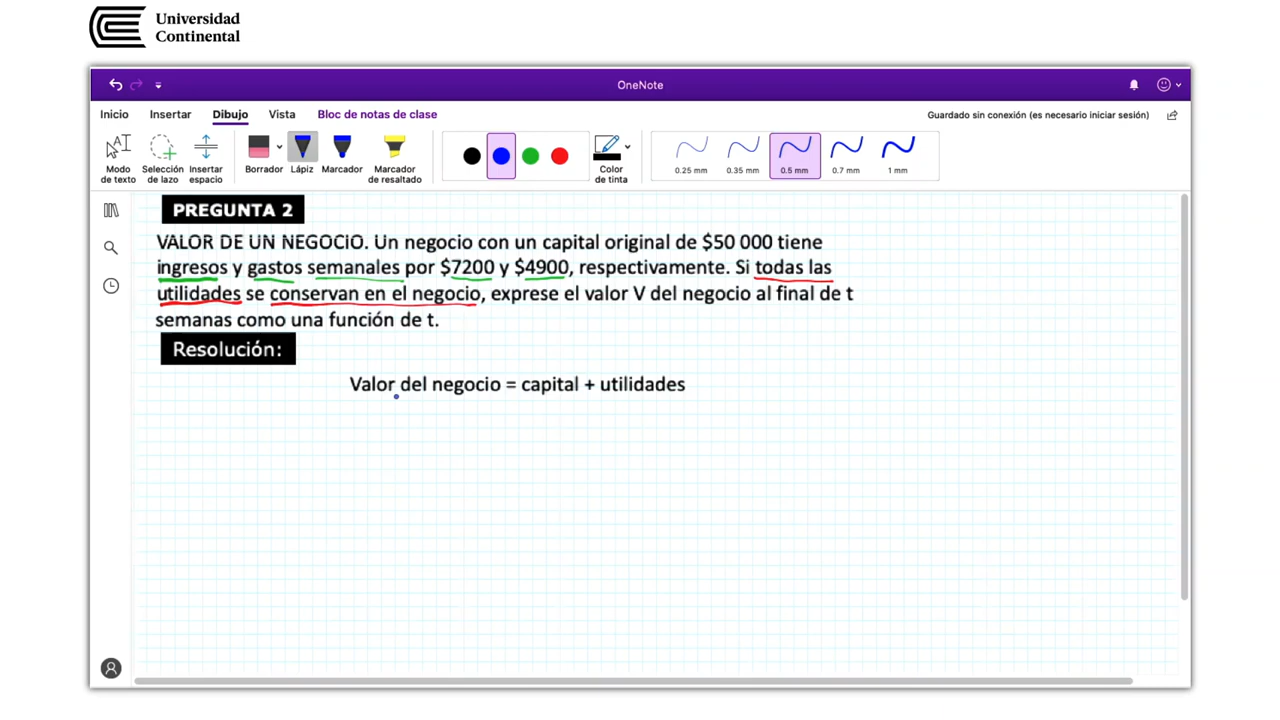 Universidad
Continental
OneNote
Inicio Insertar Dibujo Vista Bloc de notas de clase
Guardado sin conexión (es necesario iniciar sesión)
Modo de texto
Selección de lazo
Insertar espacio
Borrador
Lápiz
Marcador
Marcador de resaltado
Color de tinta
0.25 mm 0.35 mm 0.5 mm 0.7 mm 1 mm
PREGUNTA 2
VALOR DE UN NEGOCIO. Un negocio con un capital original de $50 000 tiene
ingresos y gastos semanales por $7200 y $4900, respectivamente. Si todas las
utilidades se conservan en el negocio, exprese el valor V del negocio al final de t
semanas como una función de t.
Resolución:
Valor del negocio = capital + utilidades